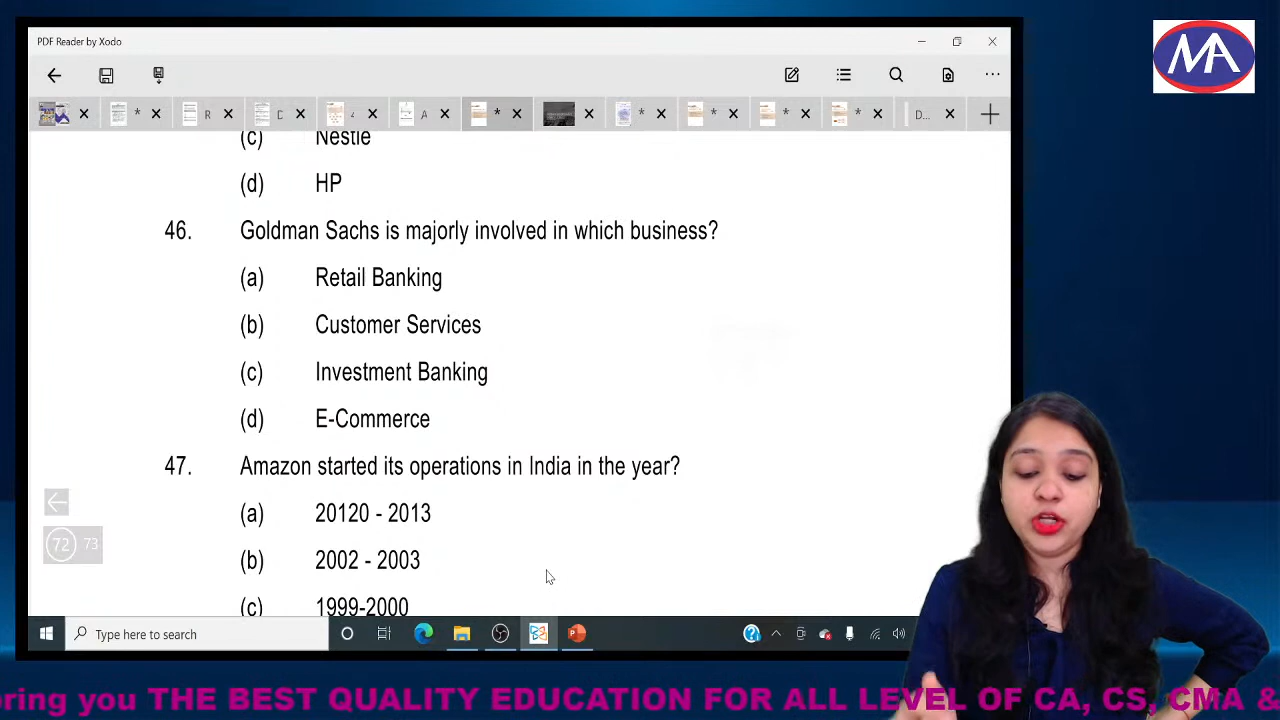 PDF Reader by Xodo
MA
R
C
4
A
D...
(c) Nestle
(d) HP
46. Goldman Sachs is majorly involved in which business?
(a) Retail Banking
(b) Customer Services
(c) Investment Banking
(d) E-Commerce
47. Amazon started its operations in India in the year?
(a) 20120 - 2013
(b) 2002 - 2003
(c) 1999-2000
72 73
Type here to search
oring you THE BEST QUALITY EDUCATION FOR ALL LEVEL OF CA, CS, CMA &